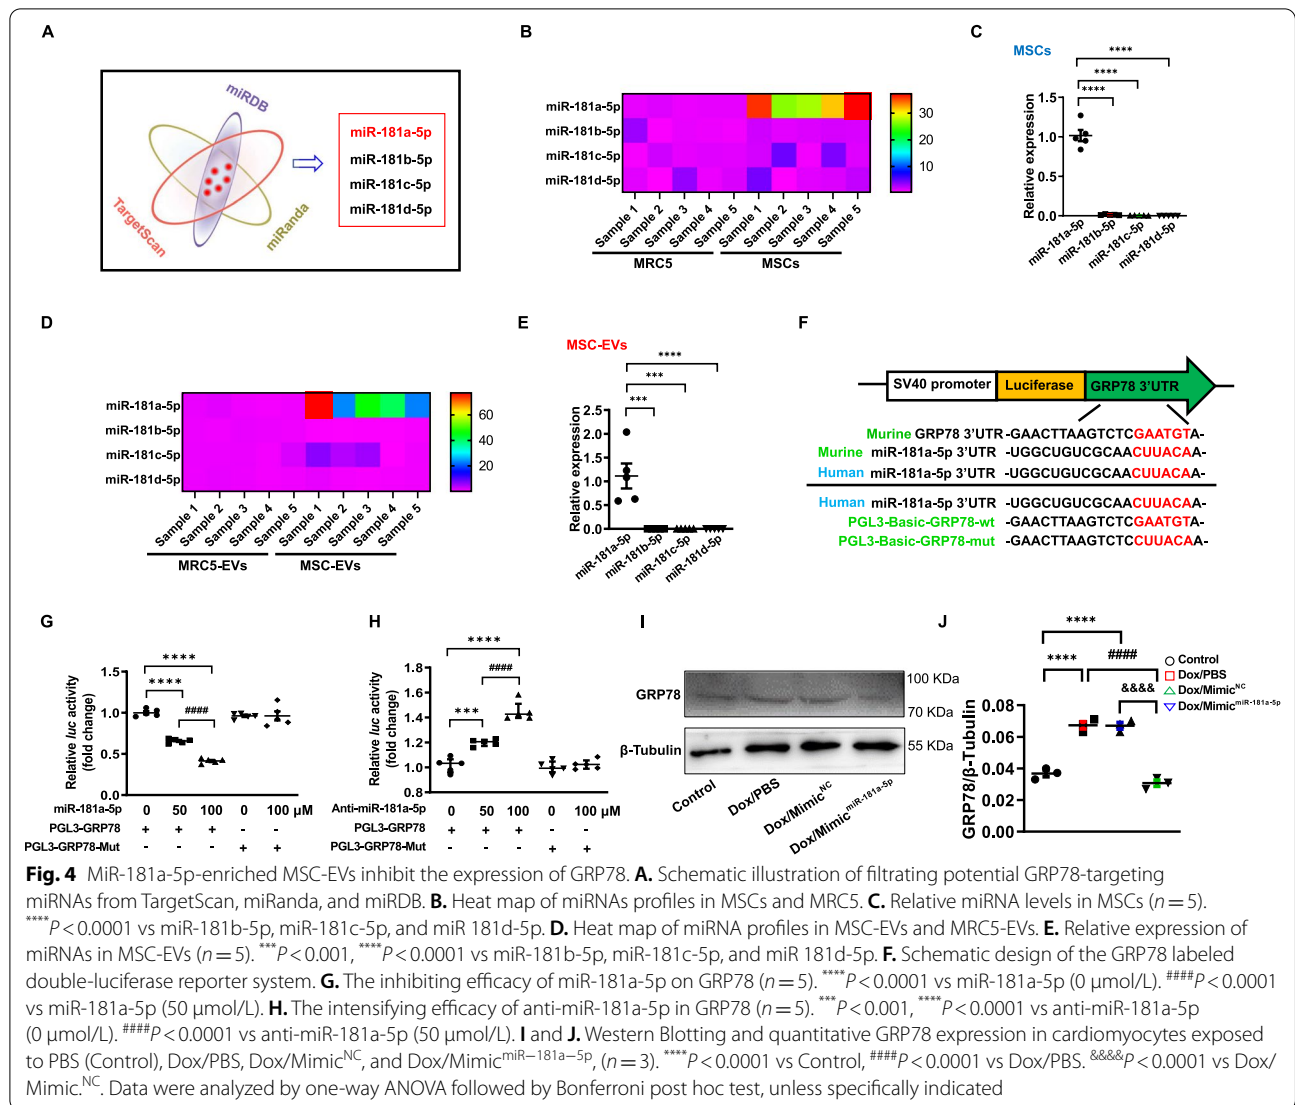 A
miRDB
TargetScan
miRanda
miR-181a-5p
miR-181b-5p
miR-181c-5p
miR-181d-5p
B
miR-181a-5p
miR-181b-5p
miR-181c-5p
miR-181d-5p
30
20
10
Sample 1
Sample 2
Sample 3
Sample 4
Sample 5
Sample 1
Sample 2
Sample 3
Sample 4
Sample 5
MRC5
MSCs
C
MSCs
****
****
****
Relative expression
1.5
1.0
0.5
0.0
miR-181a-5p
miR-181b-5p
miR-181c-5p
miR-181d-5p
D
miR-181a-5p
miR-181b-5p
miR-181c-5p
miR-181d-5p
60
40
20
Sample 1
Sample 2
Sample 3
Sample 4
Sample 5
Sample 1
Sample 2
Sample 3
Sample 4
Sample 5
MRC5-EVs
MSC-EVs
E
MSC-EVs
****
***
***
Relative expression
2.5
2.0
1.5
1.0
0.5
0.0
miR-181a-5p
miR-181b-5p
miR-181c-5p
miR-181d-5p
F
SV40 promoter Luciferase GRP78 3'UTR
Murine GRP78 3'UTR -GAACTTAAGTCTCGAATGTA-
Murine miR-181a-5p 3'UTR -UGGCUGUCGCAACUUACAA-
Human miR-181a-5p 3'UTR -UGGCUGUCGCAACUUACAA-
Human miR-181a-5p 3'UTR -UGGCUGUCGCAACUUACAA-
PGL3-Basic-GRP78-wt -GAACTTAAGTCTCGAATGTA-
PGL3-Basic-GRP78-mut -GAACTTAAGTCTCCUUACAA-
G
****
****
####
Relative luc activity
(fold change)
1.5
1.0
0.5
0.0
miR-181a-5p 0 50 100 0 100 μM
PGL3-GRP78 + + + - -
PGL3-GRP78-Mut - - - + +
H
****
####
***
Relative luc activity
(fold change)
1.8
1.6
1.4
1.2
1.0
0.8
Anti-miR-181a-5p 0 50 100 0 100 μM
PGL3-GRP78 + + + - -
PGL3-GRP78-Mut - - - + +
I
GRP78
100 KDa
70 KDa
β-Tubulin
55 KDa
Control
Dox/PBS
Dox/Mimic^NC
Dox/Mimic^miR-181a-5p
J
****
****
####
&&&&
Control
Dox/PBS
Dox/Mimic^NC
Dox/Mimic^miR-181a-5p
GRP78/β-Tubulin
0.08
0.06
0.04
0.02
0.00
Fig. 4 MiR-181a-5p-enriched MSC-EVs inhibit the expression of GRP78. A. Schematic illustration of filtrating potential GRP78-targeting
miRNAs from TargetScan, miRanda, and miRDB. B. Heat map of miRNAs profiles in MSCs and MRC5. C. Relative miRNA levels in MSCs (n = 5).
****P < 0.0001 vs miR-181b-5p, miR-181c-5p, and miR 181d-5p. D. Heat map of miRNA profiles in MSC-EVs and MRC5-EVs. E. Relative expression of
miRNAs in MSC-EVs (n = 5). ***P < 0.001, ****P < 0.0001 vs miR-181b-5p, miR-181c-5p, and miR 181d-5p. F. Schematic design of the GRP78 labeled
double-luciferase reporter system. G. The inhibiting efficacy of miR-181a-5p on GRP78 (n = 5). ****P < 0.0001 vs miR-181a-5p (0 μmol/L). ####P < 0.0001
vs miR-181a-5p (50 μmol/L). H. The intensifying efficacy of anti-miR-181a-5p in GRP78 (n = 5). ***P < 0.001, ****P < 0.0001 vs anti-miR-181a-5p
(0 μmol/L). ####P < 0.0001 vs anti-miR-181a-5p (50 μmol/L). I and J. Western Blotting and quantitative GRP78 expression in cardiomyocytes exposed
to PBS (Control), Dox/PBS, Dox/Mimic^NC, and Dox/Mimic^miR-181a-5p, (n = 3). ****P < 0.0001 vs Control, ####P < 0.0001 vs Dox/PBS. &&&&P < 0.0001 vs Dox/
Mimic.^NC. Data were analyzed by one-way ANOVA followed by Bonferroni post hoc test, unless specifically indicated